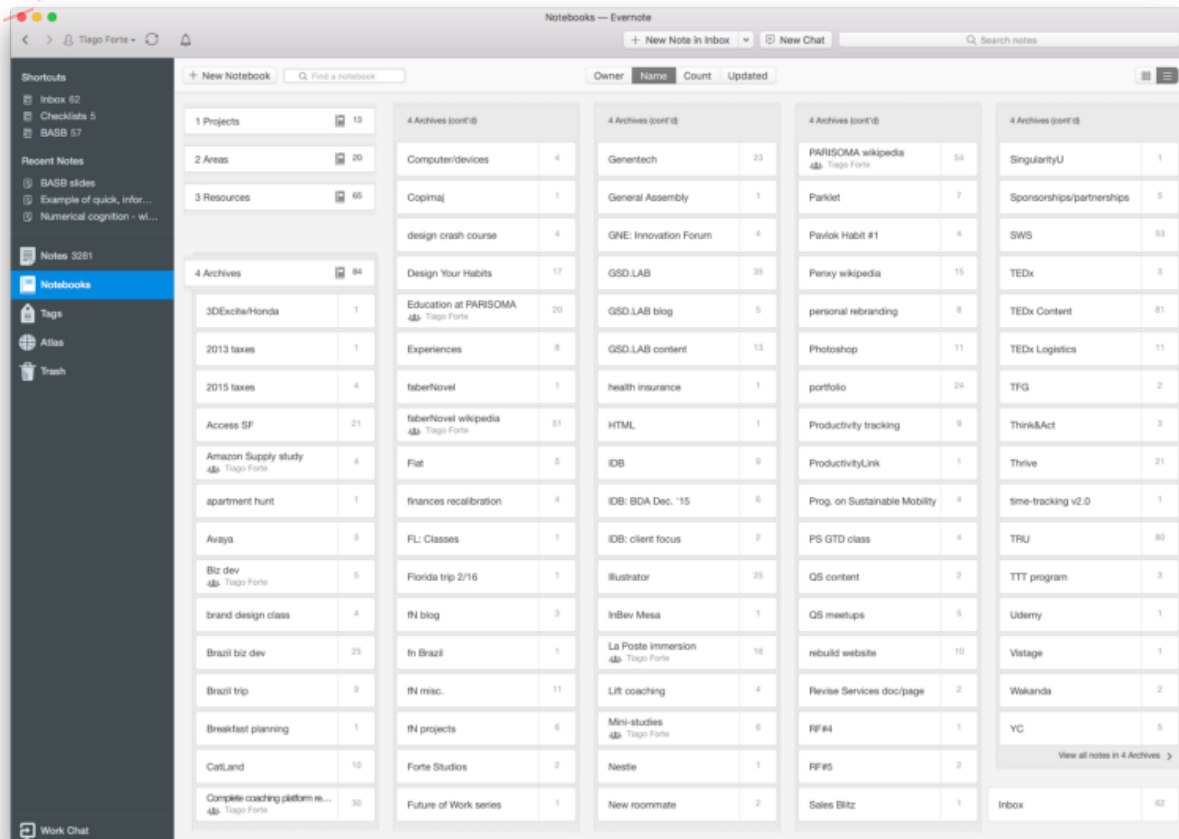 Notebooks — Evernote
Tiago Forte
+ New Note in Inbox
New Chat
Search notes
Shortcuts
Inbox 62
Checklists 5
BASB 57
Recent Notes
BASB slides
Example of quick, infor...
Numerical cognition - wi...
Notes 3281
Notebooks
Tags
Atlas
Trash
Work Chat
+ New Notebook
Find a notebook
Owner Name Count Updated
1 Projects 13
2 Areas 20
3 Resources 65
4 Archives 84
3DExcite/Honda 1
2013 taxes 1
2015 taxes 4
Access SF 21
Amazon Supply study 4
Tiago Forte
apartment hunt 1
Avaya 3
Biz dev 5
Tiago Forte
brand design class 4
Brazil biz dev 25
Brazil trip 9
Breakfast planning 1
CatLand 10
Complete coaching platform re... 30
Tiago Forte
4 Archives (cont'd)
Computer/devices 4
Copimaj 1
design crash course 4
Design Your Habits 17
Education at PARISOMA 20
Tiago Forte
Experiences 8
faberNovel 1
faberNovel wikipedia 51
Tiago Forte
Fiat 5
finances recalibration 4
FL: Classes 1
Florida trip 2/16 1
fN blog 3
fn Brazil 1
fN misc. 11
fN projects 6
Forte Studios 2
Future of Work series 1
4 Archives (cont'd)
Genentech 23
General Assembly 1
GNE: Innovation Forum 4
GSD.LAB 35
GSD.LAB blog 5
GSD.LAB content 13
health insurance 1
HTML 1
IDB 9
IDB: BDA Dec. '15 6
IDB: client focus 2
Illustrator 25
InBev Mesa 1
La Poste immersion 16
Tiago Forte
Lift coaching 4
Mini-studies 6
Tiago Forte
Nestle 1
New roommate 2
4 Archives (cont'd)
PARISOMA wikipedia 54
Tiago Forte
Parklet 7
Pavlok Habit #1 4
Penxy wikipedia 15
personal rebranding 8
Photoshop 11
portfolio 24
Productivity tracking 9
ProductivityLink 1
Prog. on Sustainable Mobility 4
PS GTD class 4
QS content 2
QS meetups 5
rebuild website 10
Revise Services doc/page 2
RF#4 1
RF#5 2
Sales Blitz 1
4 Archives (cont'd)
SingularityU 1
Sponsorships/partnerships 5
SWS 53
TEDx 3
TEDx Content 81
TEDx Logistics 11
TFG 2
Think&Act 3
Thrive 21
time-tracking v2.0 1
TRU 80
TTT program 3
Udemy 1
Vistage 1
Wakanda 2
YC 5
View all notes in 4 Archives
Inbox 62